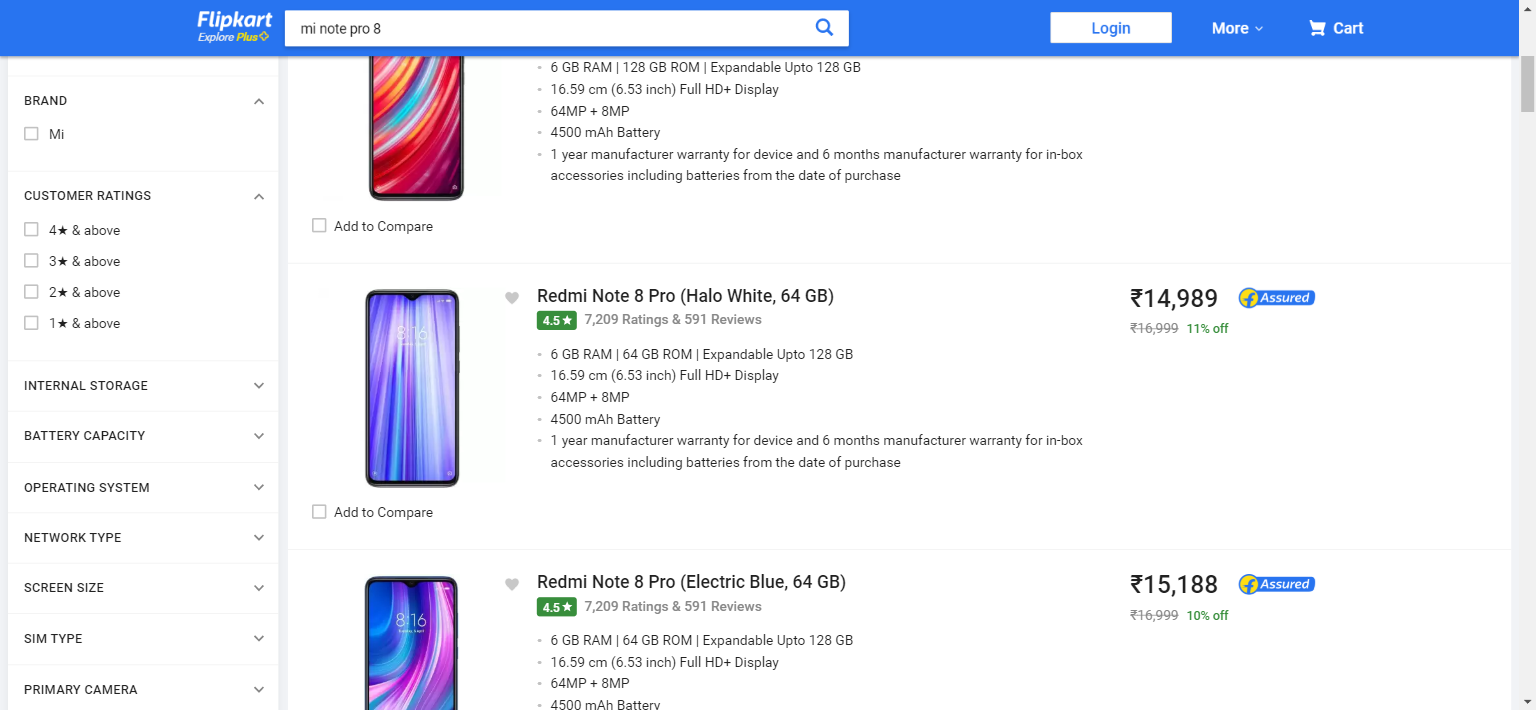 Flipkart
Explore Plus
mi note pro 8
Login
More
Cart
BRAND
Mi
CUSTOMER RATINGS
4★ & above
3★ & above
2★ & above
1★ & above
INTERNAL STORAGE
BATTERY CAPACITY
OPERATING SYSTEM
NETWORK TYPE
SCREEN SIZE
SIM TYPE
PRIMARY CAMERA
6 GB RAM | 128 GB ROM | Expandable Upto 128 GB
16.59 cm (6.53 inch) Full HD+ Display
64MP + 8MP
4500 mAh Battery
1 year manufacturer warranty for device and 6 months manufacturer warranty for in-box
accessories including batteries from the date of purchase
Add to Compare
8:16
Redmi Note 8 Pro (Halo White, 64 GB)
4.5★ 7,209 Ratings & 591 Reviews
6 GB RAM | 64 GB ROM | Expandable Upto 128 GB
16.59 cm (6.53 inch) Full HD+ Display
64MP + 8MP
4500 mAh Battery
1 year manufacturer warranty for device and 6 months manufacturer warranty for in-box
accessories including batteries from the date of purchase
₹14,989
Assured
₹16,999 11% off
Add to Compare
8:16
Redmi Note 8 Pro (Electric Blue, 64 GB)
4.5★ 7,209 Ratings & 591 Reviews
6 GB RAM | 64 GB ROM | Expandable Upto 128 GB
16.59 cm (6.53 inch) Full HD+ Display
64MP + 8MP
4500 mAh Battery
₹15,188
Assured
₹16,999 10% off